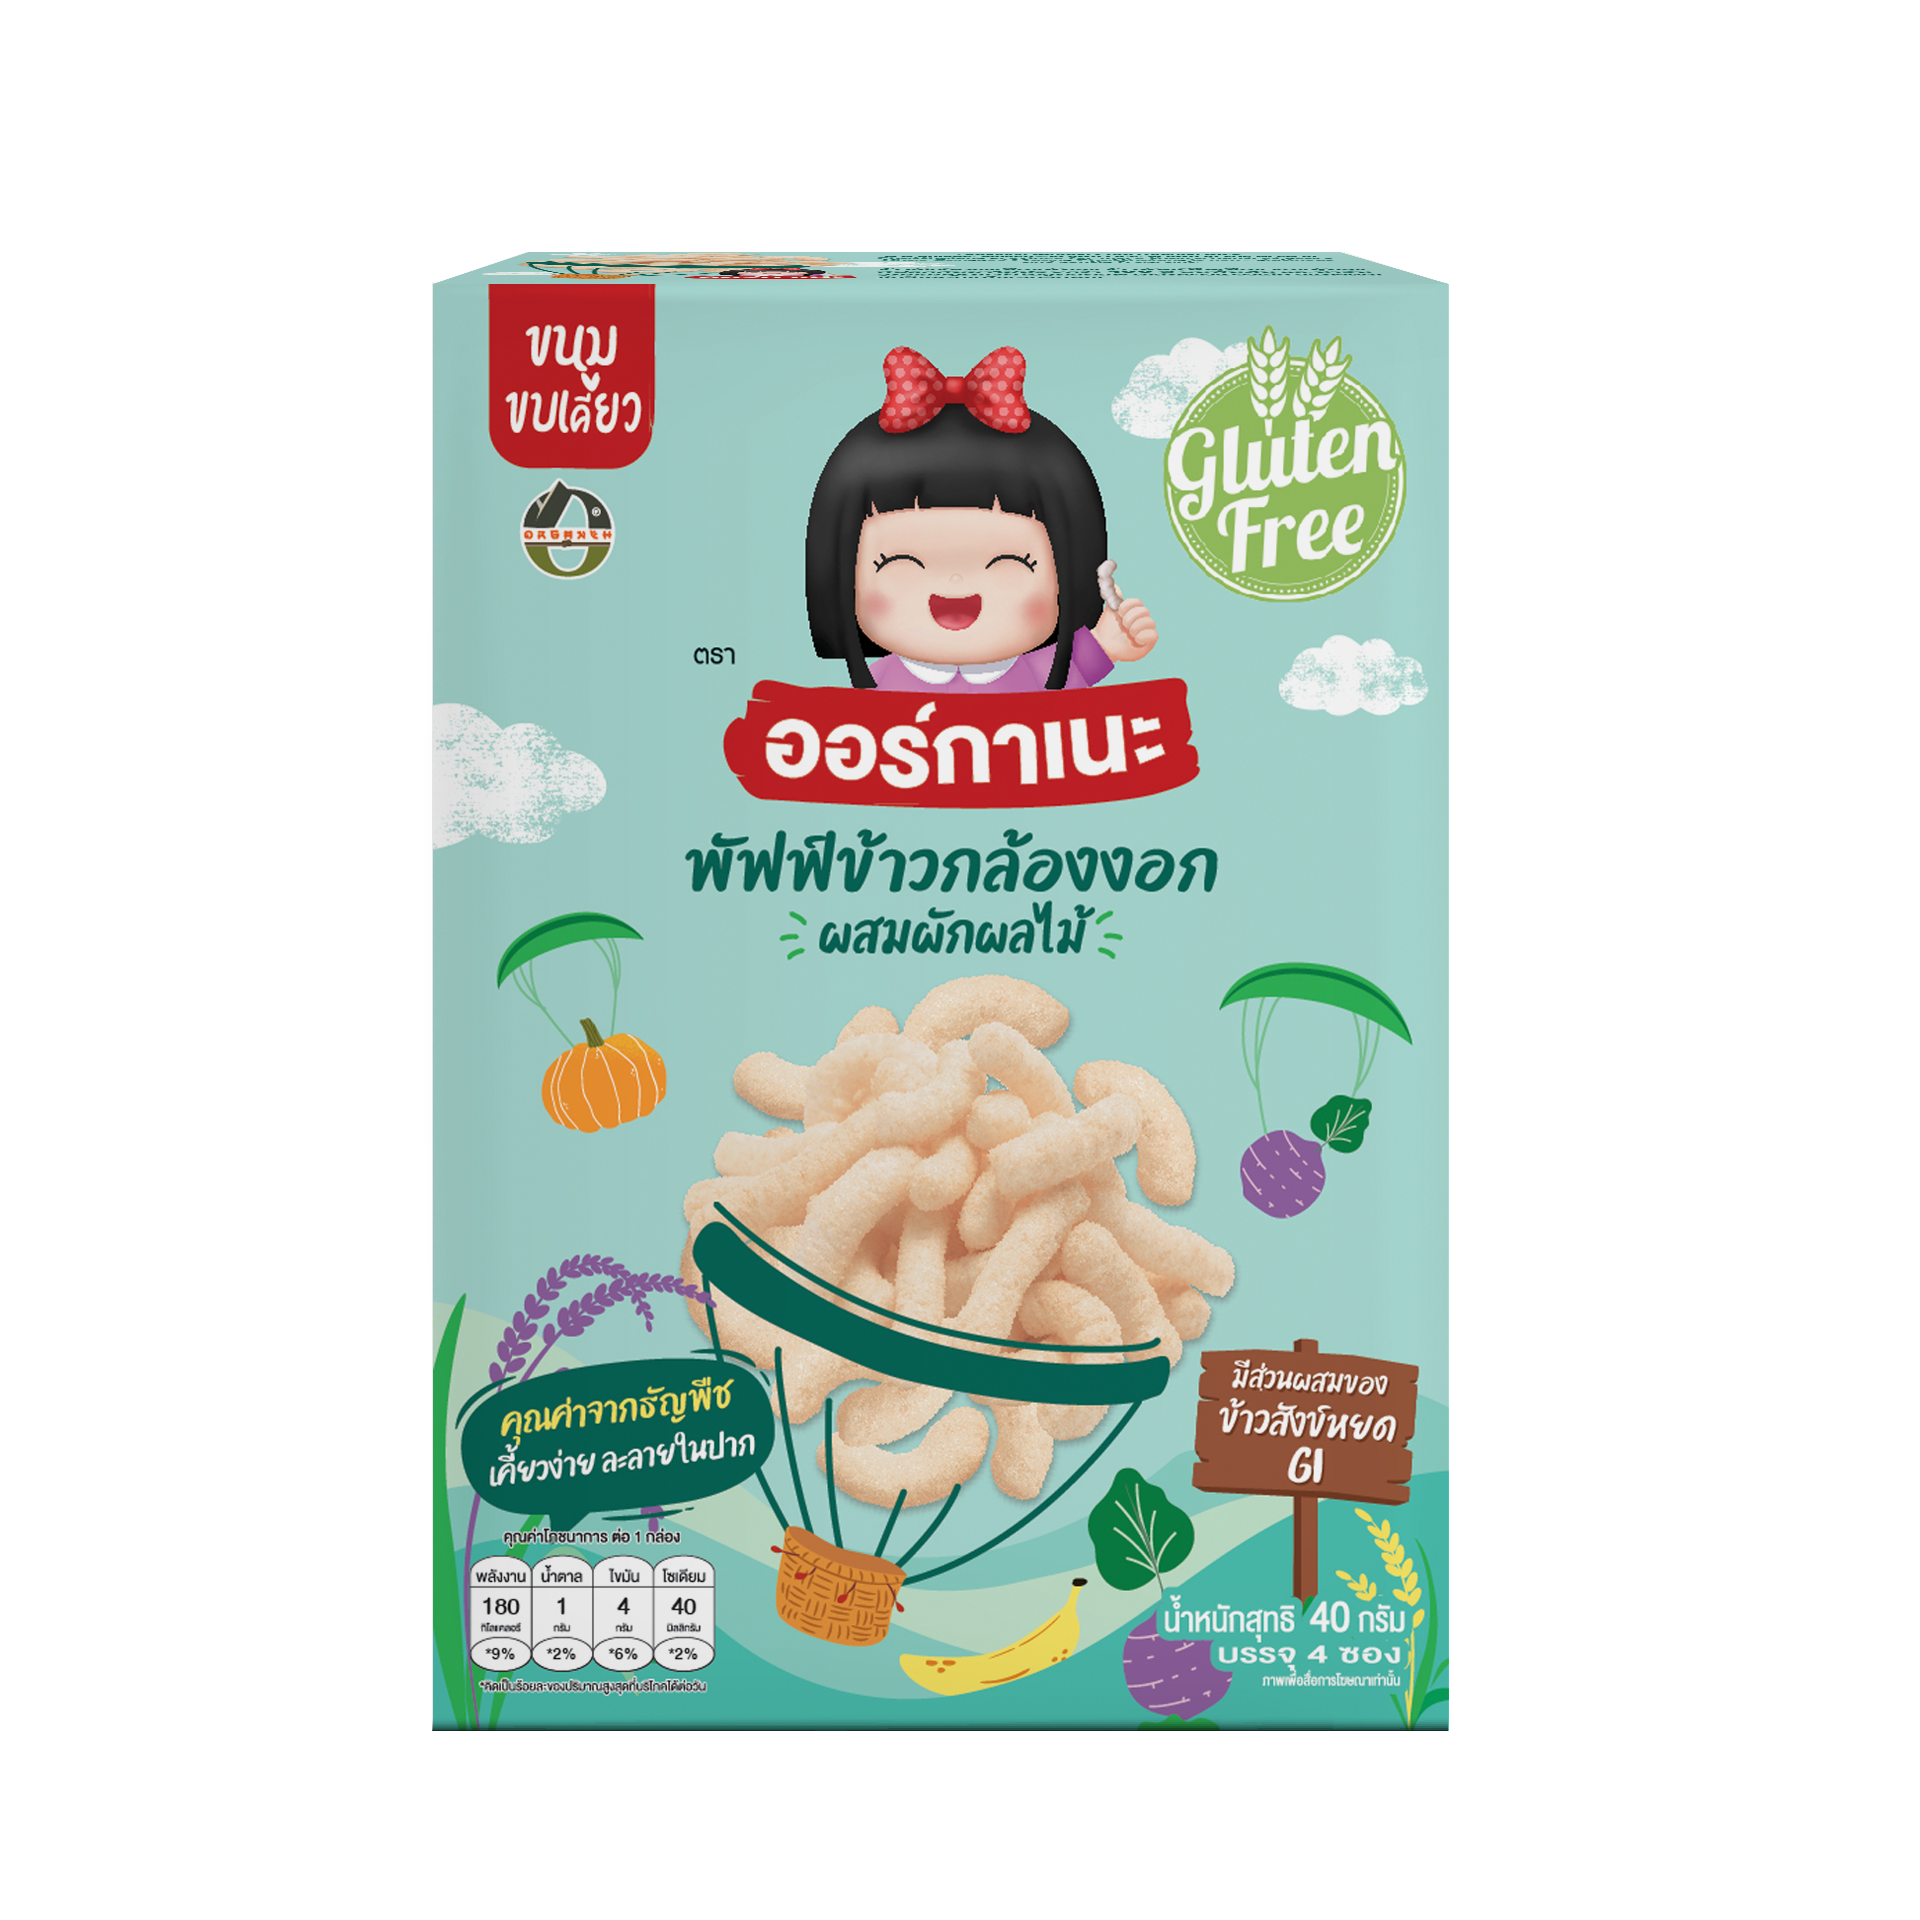 ขนม
ขบเคี้ยว
ORGANEH
®
Gluten
Free
ตรา
ออร์กาเนะ
พัฟฟีข้าวกล้องงอก
ผสมผักผลไม้
คุณค่าจากธัญพืช
เคี้ยวง่าย ละลายในปาก
มีส่วนผสมของ
ข้าวสังข์หยด
GI
คุณค่าโภชนาการ ต่อ 1 กล่อง
พลังงาน น้ำตาล ไขมัน โซเดียม
180 1 4 40
กิโลแคลอรี กรัม กรัม มิลลิกรัม
*9% *2% *6% *2%
*คิดเป็นร้อยละของปริมาณสูงสุดที่บริโภคได้ต่อวัน
น้ำหนักสุทธิ 40 กรัม
บรรจุ 4 ซอง
ภาพเพื่อสื่อการโฆษณาเท่านั้น